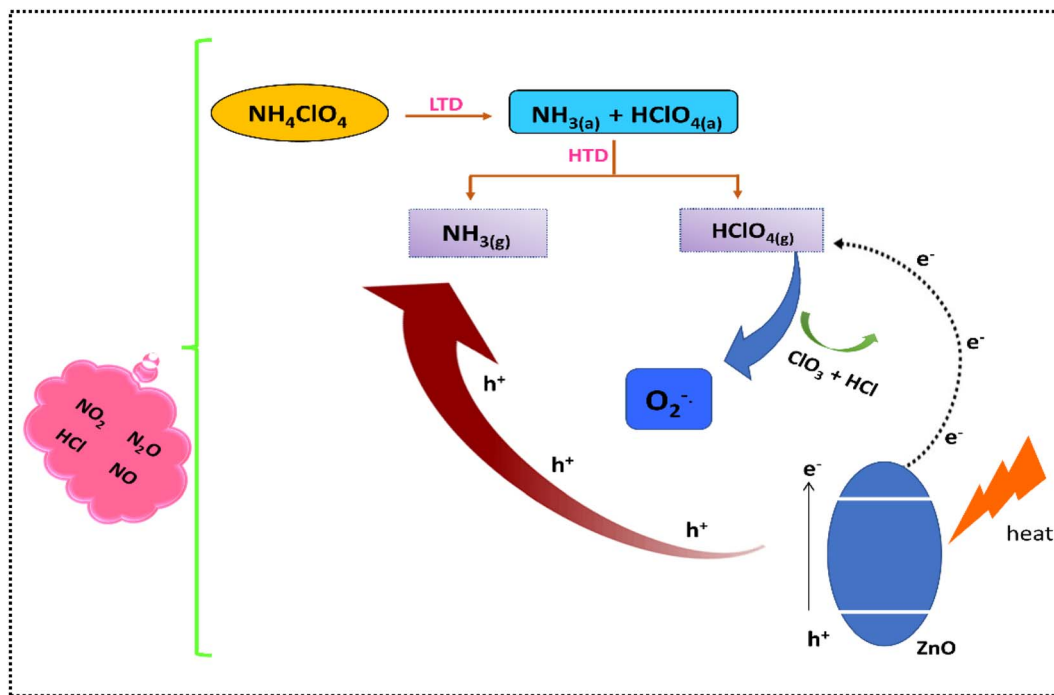 NH₄ClO₄
LTD
NH₃₍ₐ₎ + HClO₄₍ₐ₎
HTD
NH₃₍g₎
HClO₄₍g₎
e⁻
e⁻
e⁻
ClO₃ + HCl
O₂⁻·
h⁺
h⁺
h⁺
NO₂
N₂O
HCl
NO
e⁻
h⁺
heat
ZnO